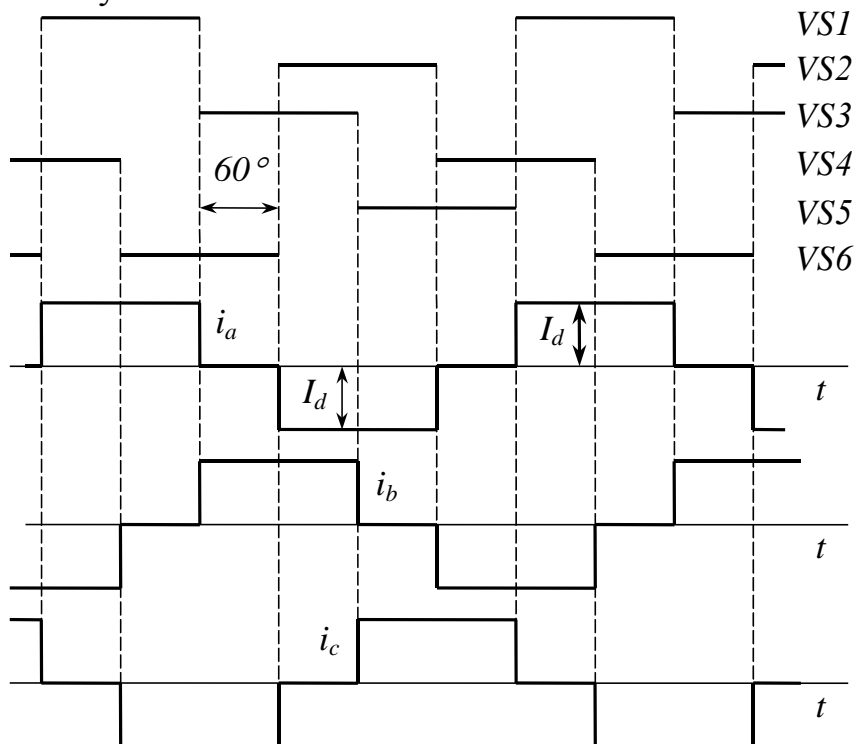 VS1
VS2
VS3
60° VS4
VS5
VS6
i_a
I_d
I_d
t
i_b
t
i_c
t